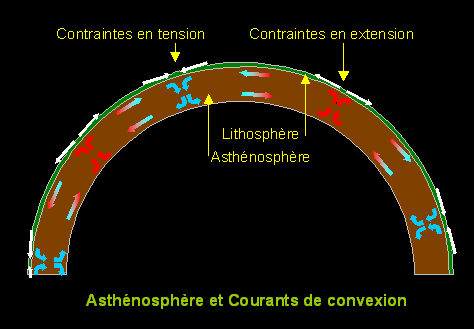 Contraintes en tension
Contraintes en extension
Lithosphère
Asthénosphère
Asthénosphère et Courants de convexion